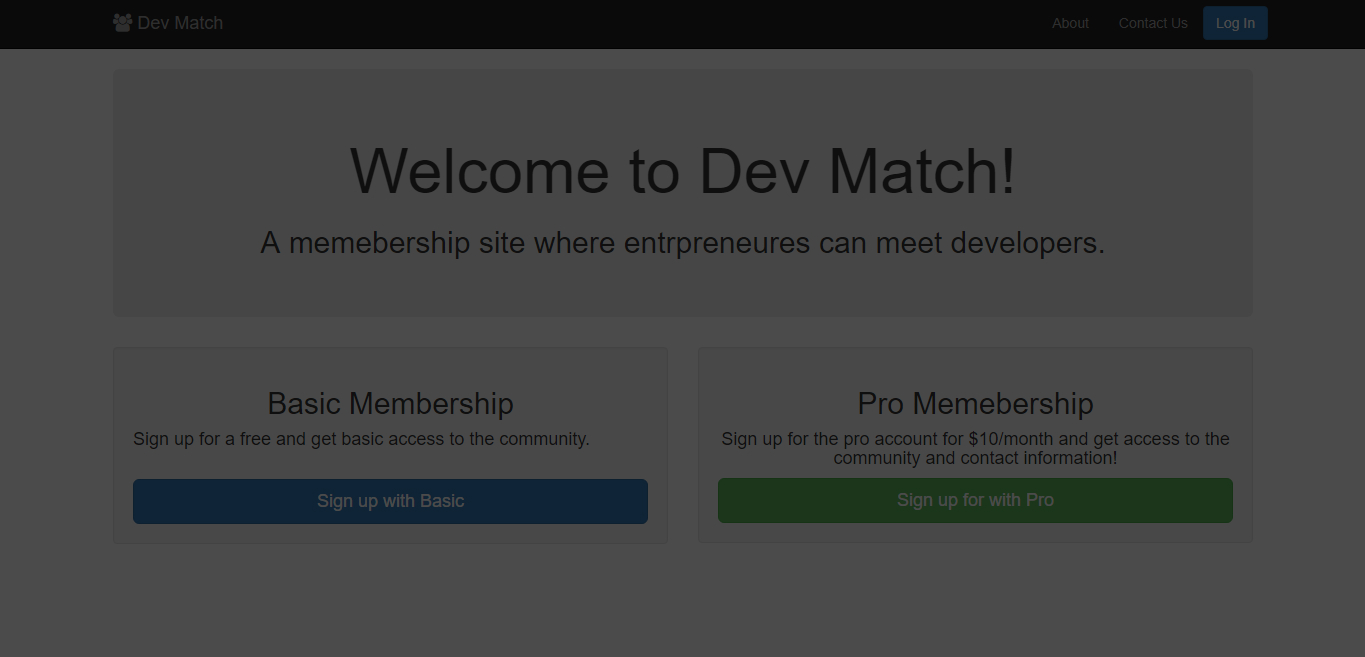 Dev Match
About
Contact Us
Log In
Welcome to Dev Match!
A memebership site where entrpreneures can meet developers.
Basic Membership
Sign up for a free and get basic access to the community.
Sign up with Basic
Pro Memebership
Sign up for the pro account for $10/month and get access to the
community and contact information!
Sign up for with Pro